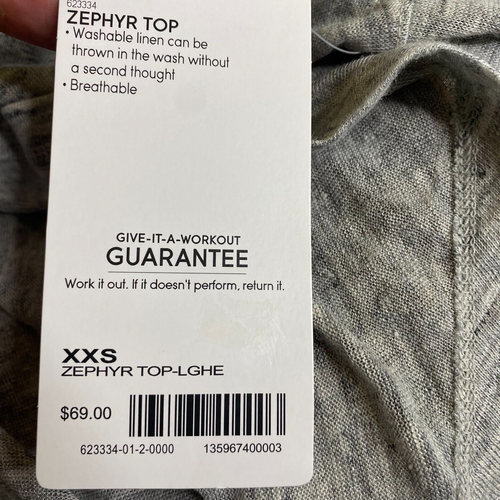 623334
ZEPHYR TOP
• Washable linen can be
thrown in the wash without
a second thought
• Breathable
GIVE-IT-A-WORKOUT
GUARANTEE
Work it out. If it doesn't perform, return it.
XXS
ZEPHYR TOP-LGHE
$69.00
623334-01-2-0000 135967400003